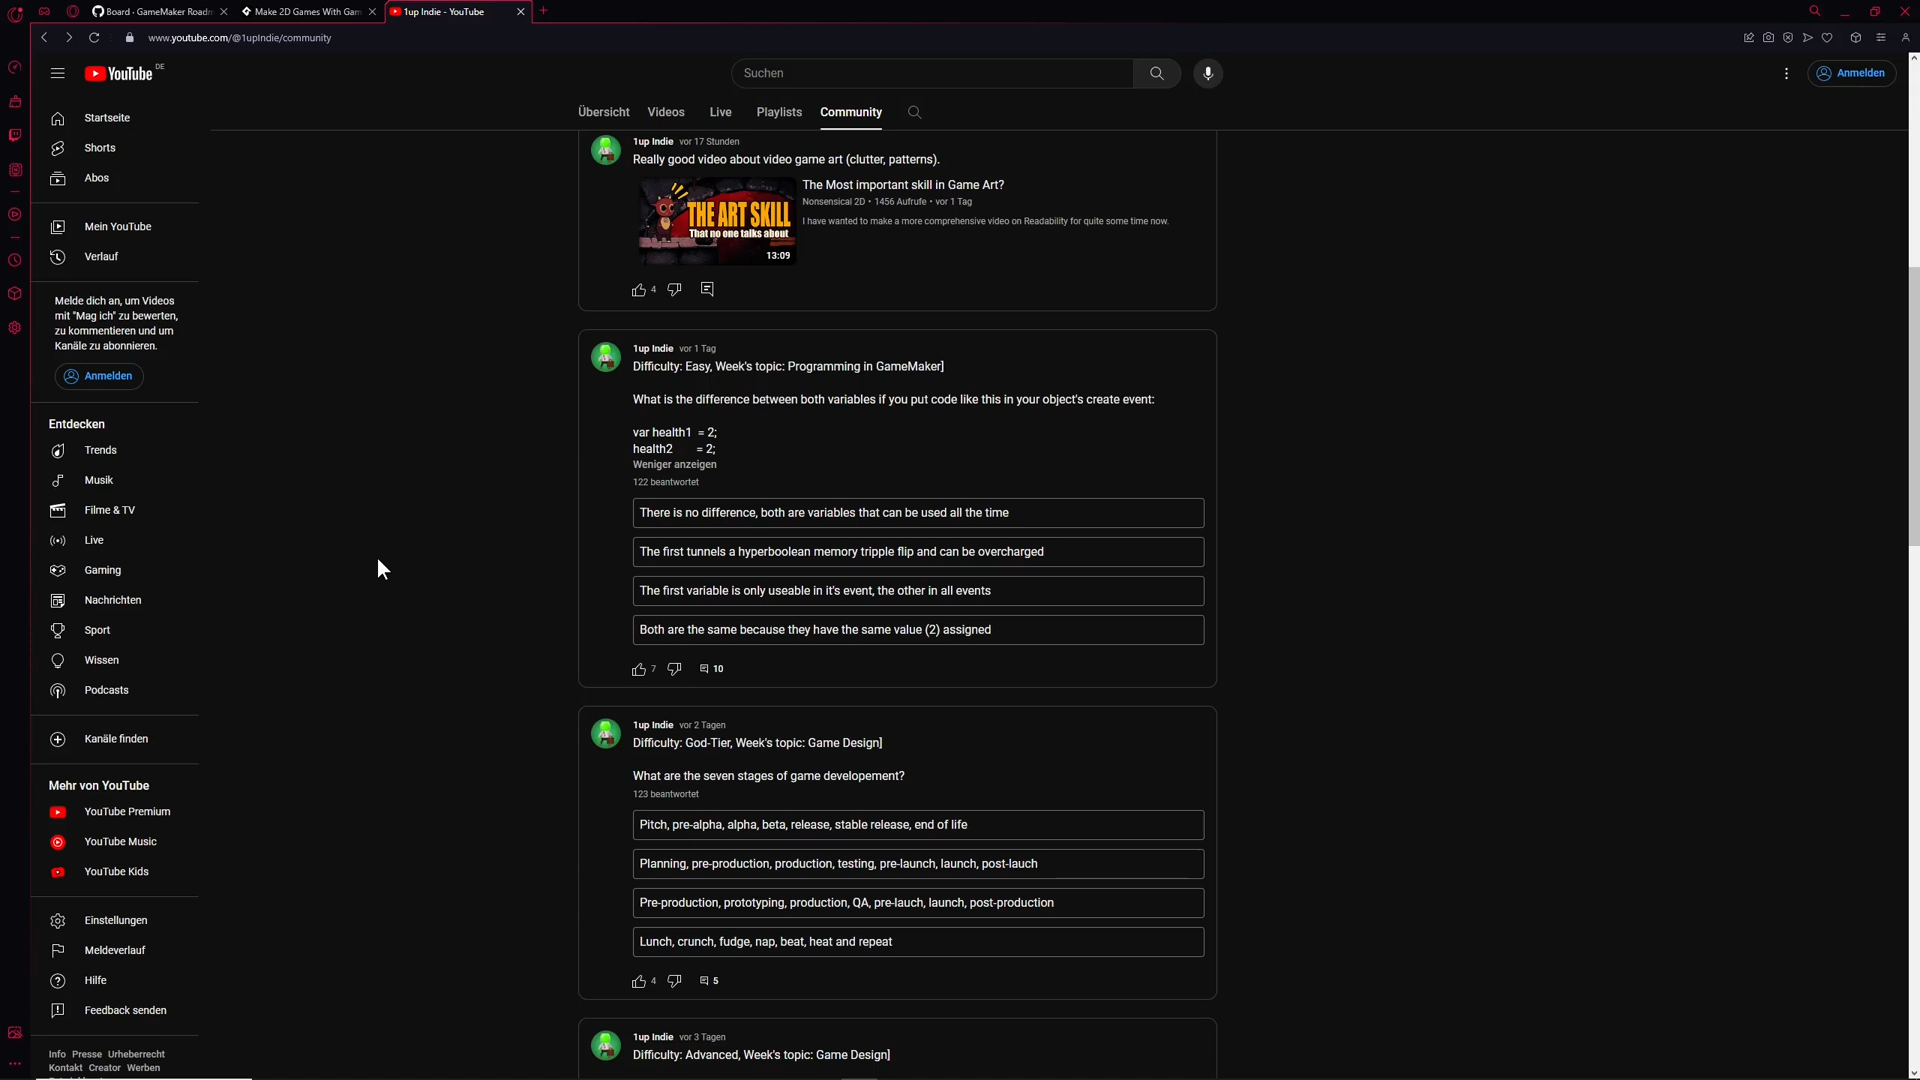 Board · GameMaker Roadm
Make 2D Games With Gam
1up Indie - YouTube
www.youtube.com/@1upIndie/community
YouTube DE
Suchen
Anmelden
Übersicht
Videos
Live
Playlists
Community
Startseite
Shorts
Abos
Mein YouTube
Verlauf
Melde dich an, um Videos
mit "Mag ich" zu bewerten,
zu kommentieren und um
Kanäle zu abonnieren.
Anmelden
Entdecken
Trends
Musik
Filme & TV
Live
Gaming
Nachrichten
Sport
Wissen
Podcasts
Kanäle finden
Mehr von YouTube
YouTube Premium
YouTube Music
YouTube Kids
Einstellungen
Meldeverlauf
Hilfe
Feedback senden
Info Presse Urheberrecht
Kontakt Creator Werben
1up Indie vor 17 Stunden
Really good video about video game art (clutter, patterns).
THE ART SKILL
That no one talks about
13:09
The Most important skill in Game Art?
Nonsensical 2D • 1456 Aufrufe • vor 1 Tag
I have wanted to make a more comprehensive video on Readability for quite some time now.
4
1up Indie vor 1 Tag
Difficulty: Easy, Week's topic: Programming in GameMaker]
What is the difference between both variables if you put code like this in your object's create event:
var health1 = 2;
health2 = 2;
Weniger anzeigen
122 beantwortet
There is no difference, both are variables that can be used all the time
The first tunnels a hyperboolean memory tripple flip and can be overcharged
The first variable is only useable in it's event, the other in all events
Both are the same because they have the same value (2) assigned
7 10
1up Indie vor 2 Tagen
Difficulty: God-Tier, Week's topic: Game Design]
What are the seven stages of game developement?
123 beantwortet
Pitch, pre-alpha, alpha, beta, release, stable release, end of life
Planning, pre-production, production, testing, pre-launch, launch, post-lauch
Pre-production, prototyping, production, QA, pre-lauch, launch, post-production
Lunch, crunch, fudge, nap, beat, heat and repeat
4 5
1up Indie vor 3 Tagen
Difficulty: Advanced, Week's topic: Game Design]